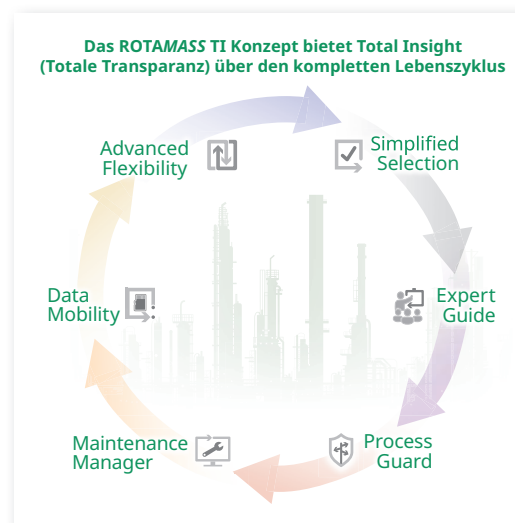 Das ROTAMASS TI Konzept bietet Total Insight
(Totale Transparanz) über den kompletten Lebenszyklus
Advanced
Flexibility
Simplified
Selection
Data
Mobility
Expert
Guide
Maintenance
Manager
Process
Guard